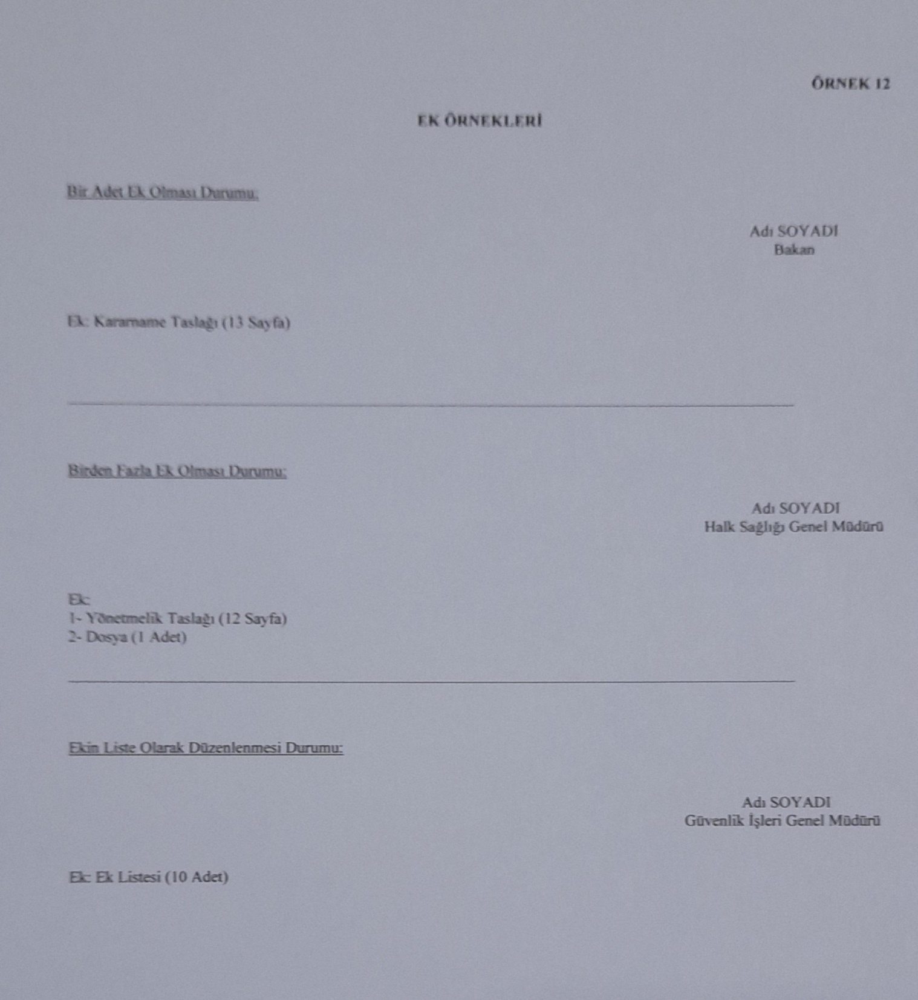 ÖRNEK 12
EK ÖRNEKLERİ
Bir Adet Ek Olması Durumu:
Adı SOYADI
Bakan
Ek: Kararname Taslağı (13 Sayfa)
Birden Fazla Ek Olması Durumu:
Adı SOYADI
Halk Sağlığı Genel Müdürü
Ek:
1- Yönetmelik Taslağı (12 Sayfa)
2- Dosya (1 Adet)
Ekin Liste Olarak Düzenlenmesi Durumu:
Adı SOYADI
Güvenlik İşleri Genel Müdürü
Ek: Ek Listesi (10 Adet)